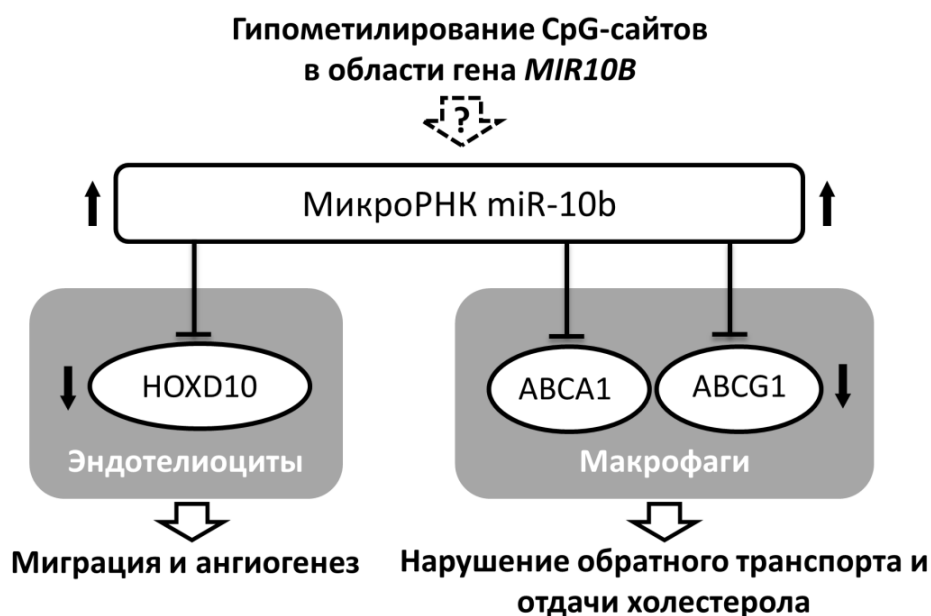 Гипометилирование CpG-сайтов
в области гена MIR10B
?
МикроРНК miR-10b
HOXD10
ABCA1
ABCG1
Эндотелиоциты
Макрофаги
Миграция и ангиогенез
Нарушение обратного транспорта и
отдачи холестерола